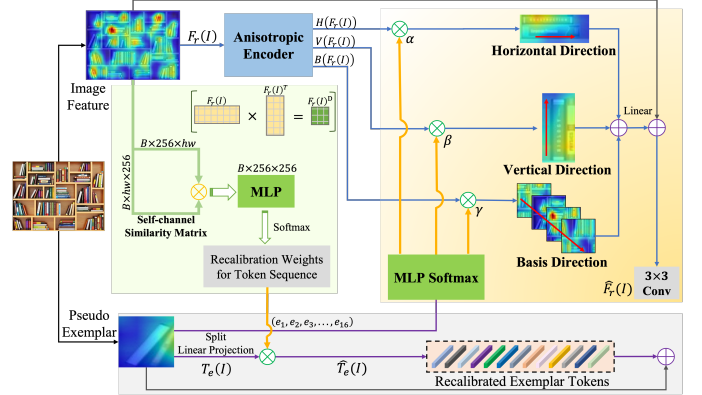 F_r(I)
Anisotropic
Encoder
H(F_r(I))
V(F_r(I))
B(F_r(I))
α
Horizontal Direction
Image
Feature
F_r(I)
F_r(I)^T
F_r(I)^D
×
=
Linear
B×256×hw
B×hw×256
β
Vertical Direction
B×256×256
MLP
Self-channel
Similarity Matrix
Softmax
γ
Basis Direction
Recalibration Weights
for Token Sequence
MLP Softmax
F̂_r(I)
3×3
Conv
Pseudo
Exemplar
(e_1, e_2, e_3, ..., e_16)
Split
Linear Projection
T_e(I)
T̂_e(I)
Recalibrated Exemplar Tokens